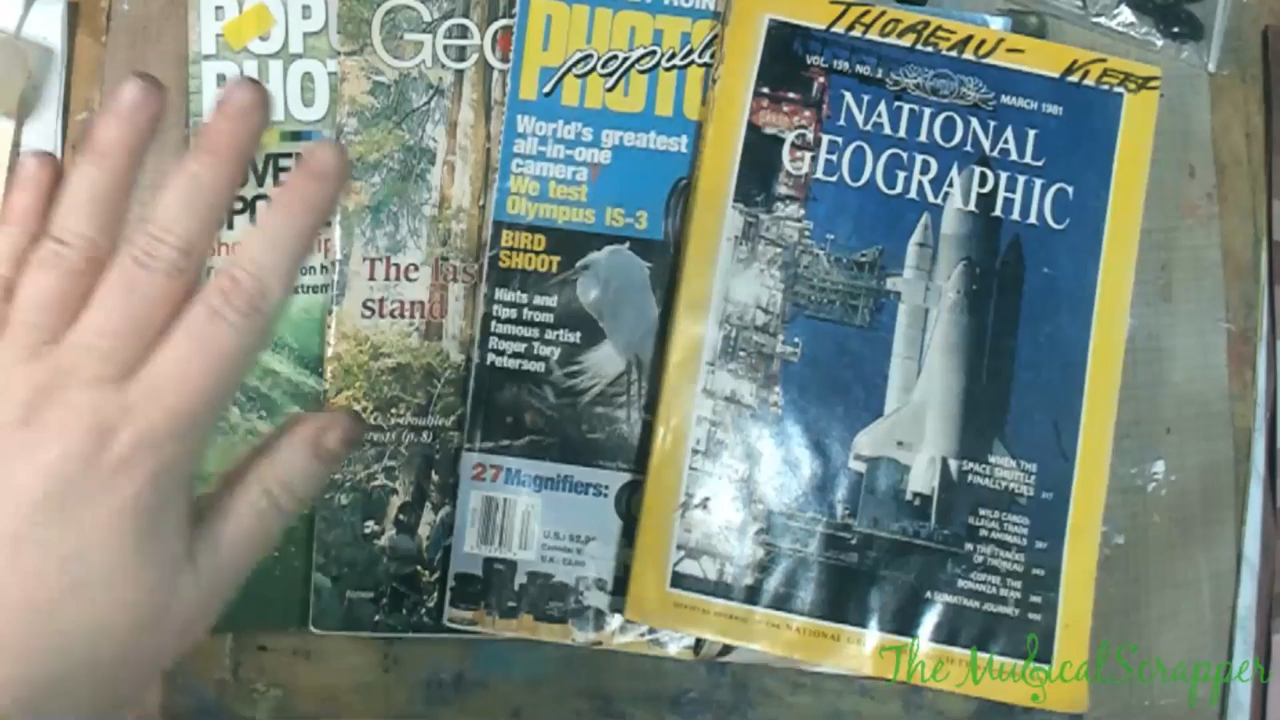 POPU
PHOT
Geo
The las
stand
PHOTO
popula
World's greatest
all-in-one
camera
We test
Olympus IS-3
BIRD
SHOOT
Hints and
tips from
famous artist
Roger Tory
Peterson
27 Magnifiers:
THOREAU-
VOL. 159, NO. 3
MARCH 1981
NATIONAL
GEOGRAPHIC
WHEN THE
SPACE SHUTTLE
FINALLY FLIES 317
WILD CARGO:
ILLEGAL TRADE
IN ANIMALS
IN THE TRACKS
OF THOREAU
COFFEE, THE
BONANZA BEAN
A SUMATRAN JOURNEY
The MusicalScrapper